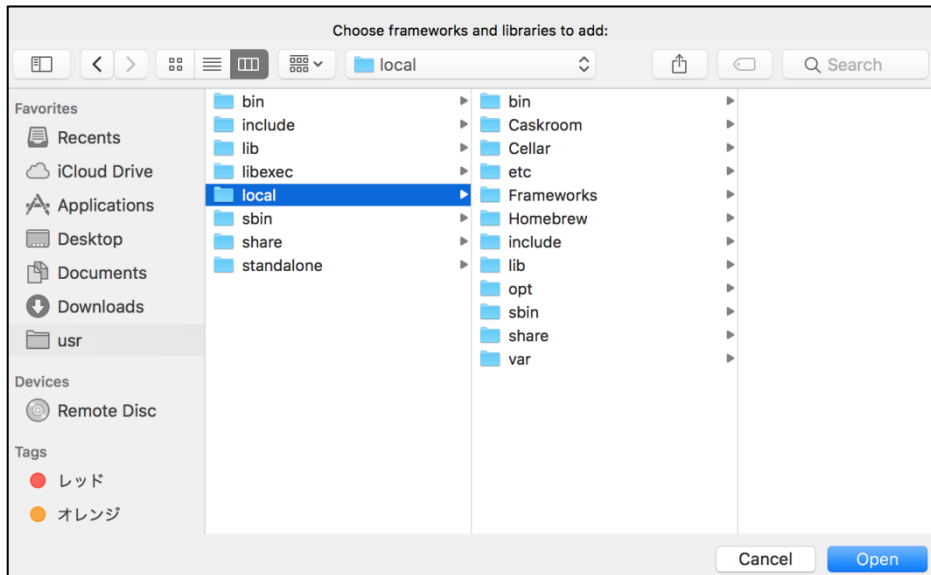 Choose frameworks and libraries to add:
local
Search
Favorites
Recents
iCloud Drive
Applications
Desktop
Documents
Downloads
usr
Devices
Remote Disc
Tags
レッド
オレンジ
bin
include
lib
libexec
local
sbin
share
standalone
bin
Caskroom
Cellar
etc
Frameworks
Homebrew
include
lib
opt
sbin
share
var
Cancel
Open